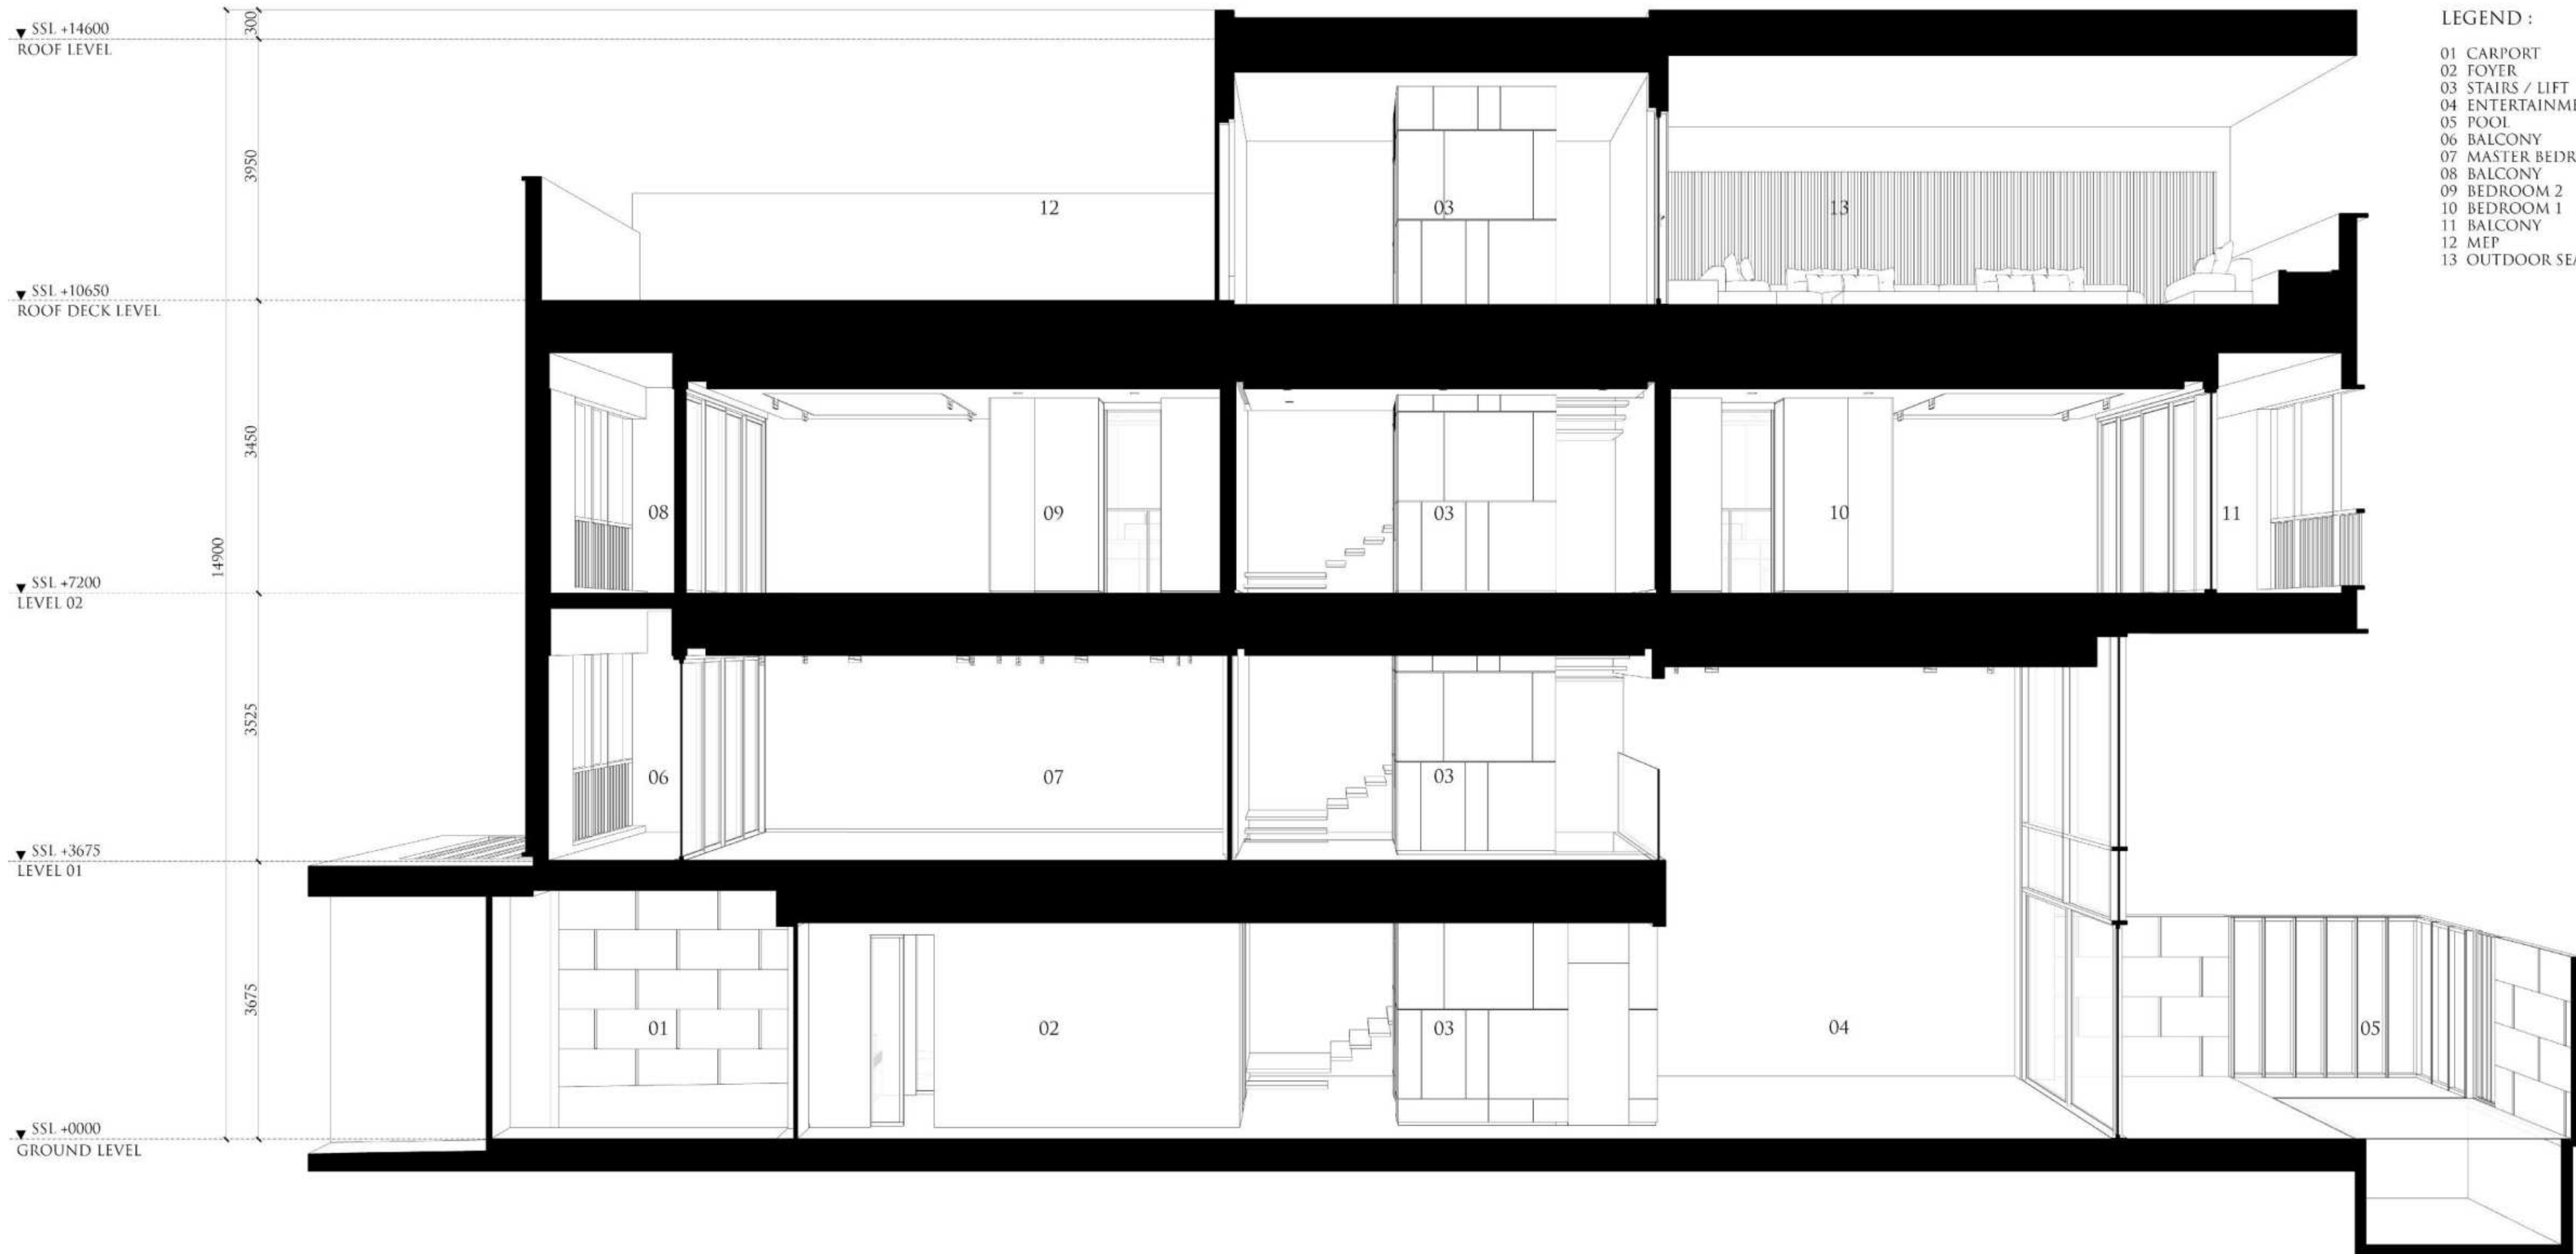 SSL +14600
ROOF LEVEL
300
LEGEND :
01 CARPORT
02 FOYER
03 STAIRS / LIFT
04 ENTERTAINM
05 POOL
06 BALCONY
07 MASTER BEDR
08 BALCONY
09 BEDROOM 2
10 BEDROOM 1
11 BALCONY
12 MEP
13 OUTDOOR SE
3950
12
03
13
SSL +10650
ROOF DECK LEVEL
3450
08
09
03
10
11
14900
SSL +7200
LEVEL 02
3525
06
07
03
SSL +3675
LEVEL 01
3675
01
02
03
04
05
SSL +0000
GROUND LEVEL